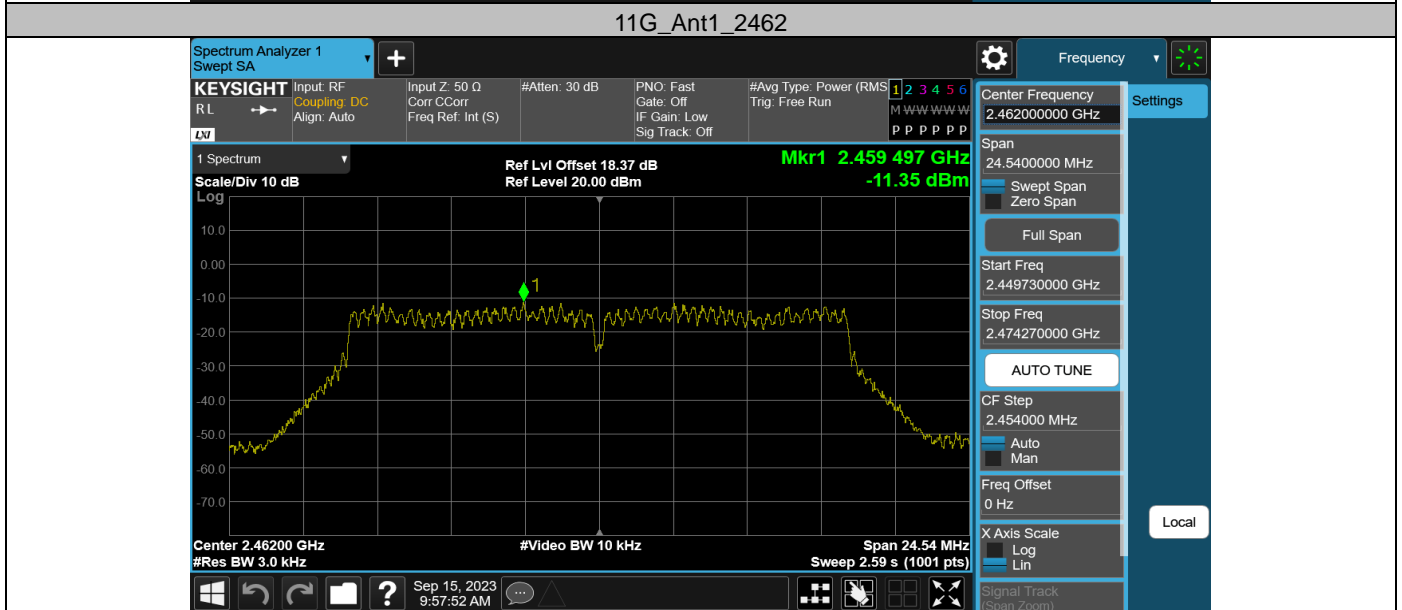 11G_Ant1_2462
Spectrum Analyzer 1
Swept SA
+
Frequency
KEYSIGHT
RL
LXI
Input: RF
Coupling: DC
Align: Auto
Input Z: 50 Ω
Corr CCorr
Freq Ref: Int (S)
#Atten: 30 dB
PNO: Fast
Gate: Off
IF Gain: Low
Sig Track: Off
#Avg Type: Power (RMS
Trig: Free Run
1 2 3 4 5 6
M W W W W W
P P P P P P
1 Spectrum
Scale/Div 10 dB
Log
Ref Lvl Offset 18.37 dB
Ref Level 20.00 dBm
Mkr1 2.459 497 GHz
-11.35 dBm
1
10.0
0.00
-10.0
-20.0
-30.0
-40.0
-50.0
-60.0
-70.0
Center 2.46200 GHz
#Res BW 3.0 kHz
#Video BW 10 kHz
Span 24.54 MHz
Sweep 2.59 s (1001 pts)
?
Sep 15, 2023
9:57:52 AM
Center Frequency
2.462000000 GHz
Span
24.5400000 MHz
Swept Span
Zero Span
Full Span
Start Freq
2.449730000 GHz
Stop Freq
2.474270000 GHz
AUTO TUNE
CF Step
2.454000 MHz
Auto
Man
Freq Offset
0 Hz
X Axis Scale
Log
Lin
Signal Track
(Span Zoom)
Settings
Local